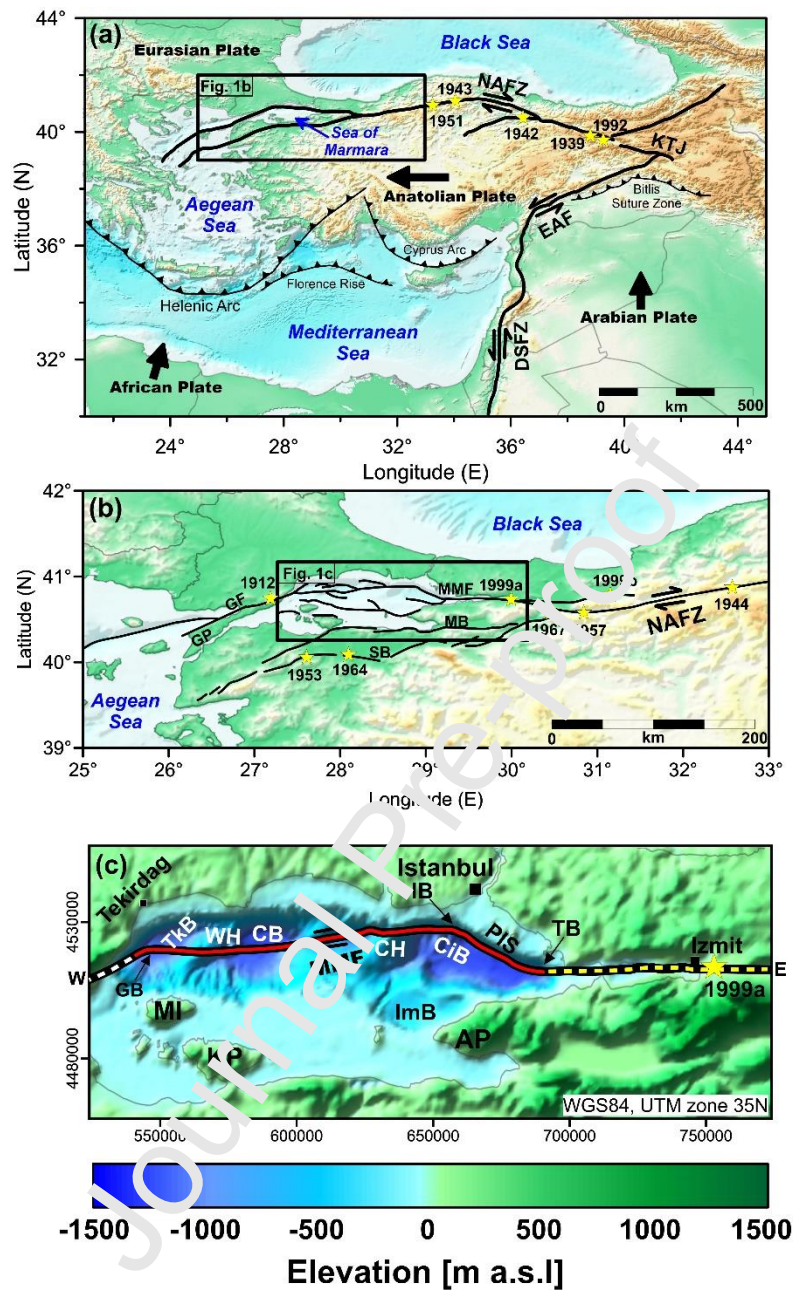 (a)
Eurasian Plate
Black Sea
Fig. 1b
1943
NAFZ
1951
1942
1992
1939
KTJ
Sea of
Marmara
Anatolian Plate
Aegean
Sea
Bitlis
Suture Zone
EAF
Cyprus Arc
Helenic Arc
Florence Rise
Arabian Plate
Mediterranean
Sea
DSFZ
African Plate
0 km 500
44°
40°
36°
32°
Latitude (N)
24° 28° 32° 36° 40° 44°
Longitude (E)
(b)
Black Sea
Fig. 1c
1912
GF
MMF
1999a
1944
GP
MB
1967
NAFZ
SB
1953
1964
Aegean
Sea
0 km 200
42°
41°
40°
39°
Latitude (N)
25° 26° 27° 28° 29° 30° 31° 32° 33°
Longitude (E)
(c)
Tekirdag
Istanbul
IB
TkB
WH
CB
PIS
TB
CH
CiB
MMF
Izmit
W
E
GB
1999a
MI
ImB
AP
4530000
4480000
WGS84, UTM zone 35N
550000 600000 650000 700000 750000
-1500 -1000 -500 0 500 1000 1500
Elevation [m a.s.l]
Journal Pre-proof